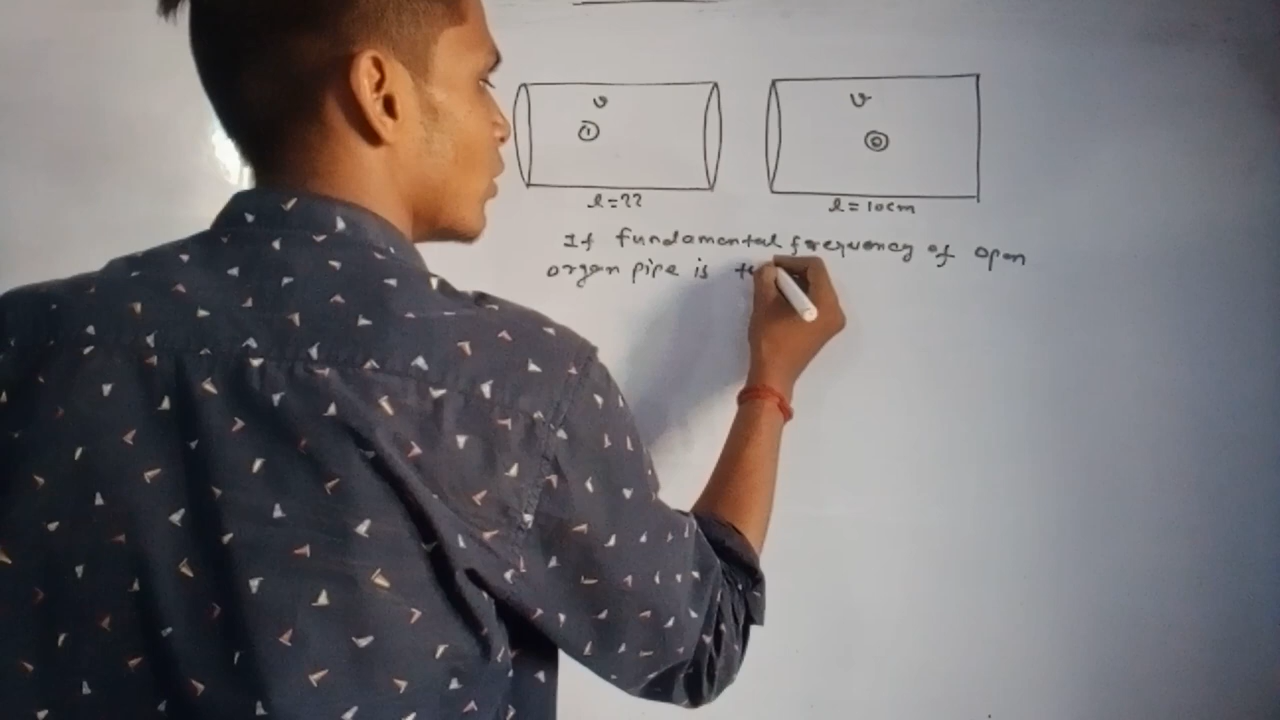 v
①
l=??
v
l=10cm
If fundamental frequency of open
organ pipe is